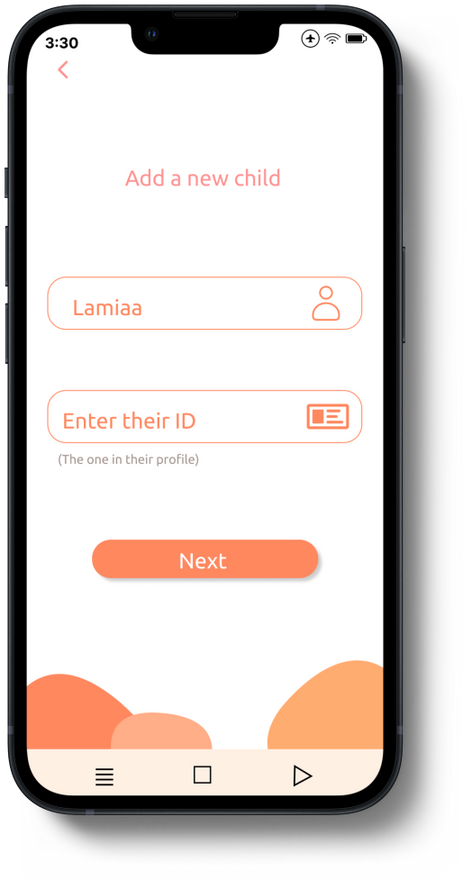 3:30
Add a new child
Lamiaa
Enter their ID
(The one in their profile)
Next